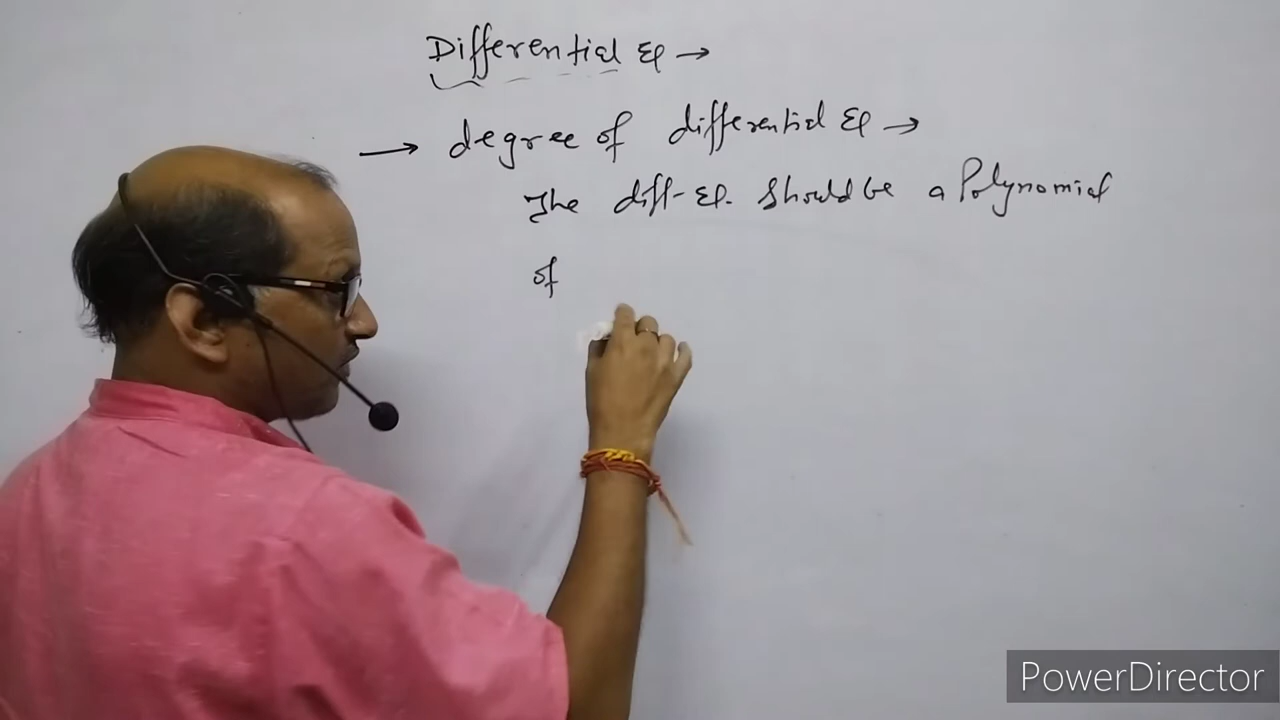 Differential Eq →
→ degree of differential Eq →
The diff-Eq. should be a Polynomial
of
PowerDirector